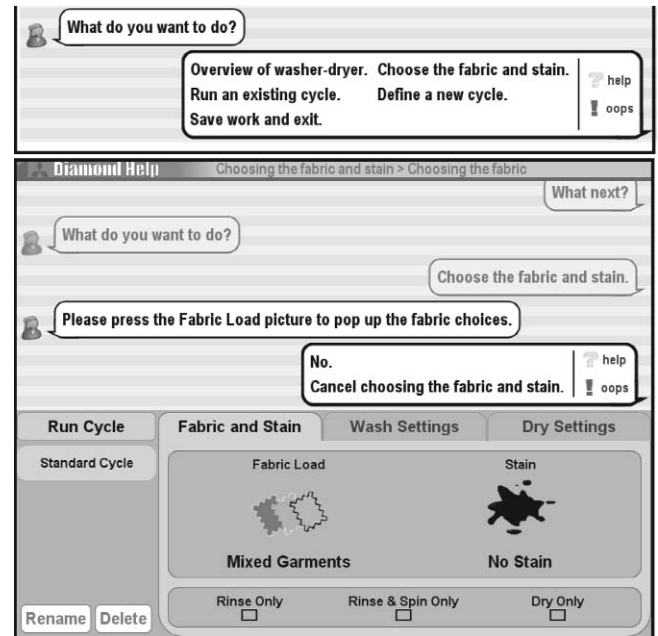 What do you want to do?
Overview of washer-dryer. Choose the fabric and stain.
Run an existing cycle. Define a new cycle.
Save work and exit.
? help
! oops
Diamond Help Choosing the fabric and stain > Choosing the fabric
What next?
What do you want to do?
Choose the fabric and stain.
Please press the Fabric Load picture to pop up the fabric choices.
No.
Cancel choosing the fabric and stain.
? help
! oops
Run Cycle Fabric and Stain Wash Settings Dry Settings
Standard Cycle
Fabric Load Stain
Mixed Garments No Stain
Rinse Only Rinse & Spin Only Dry Only
Rename Delete